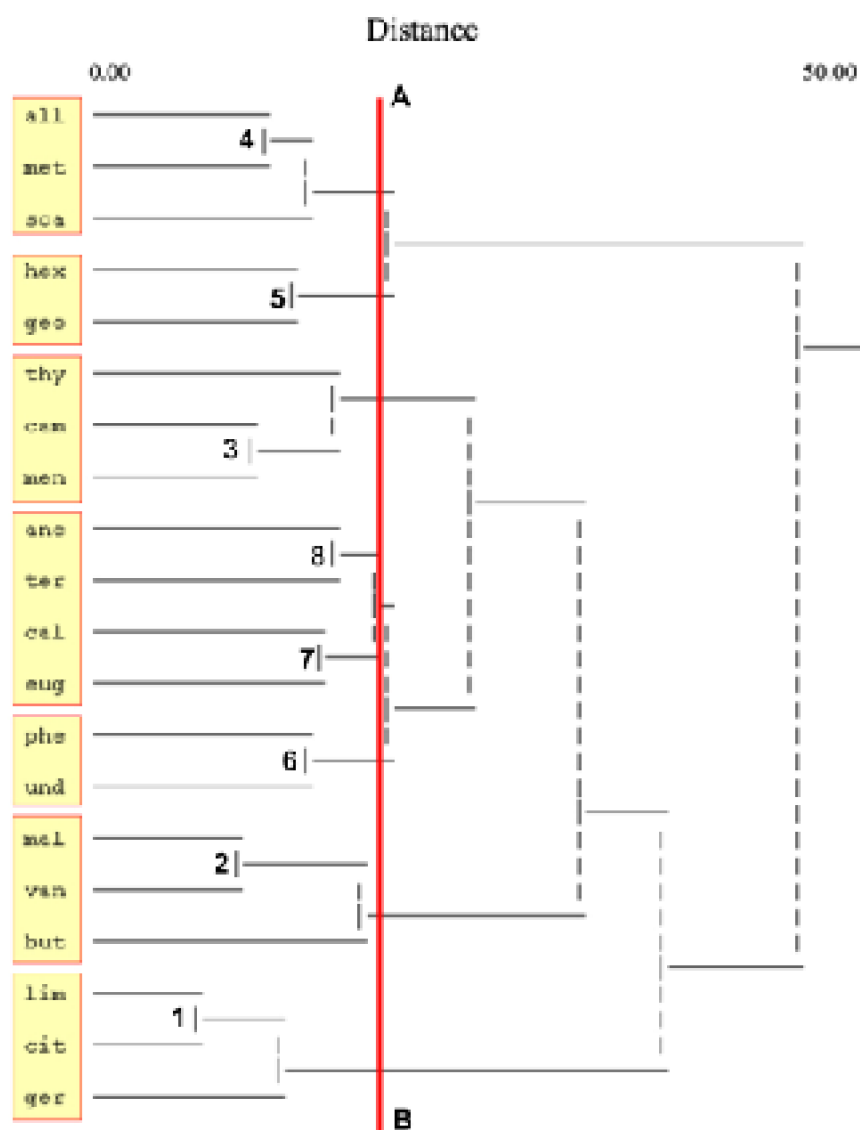 Distance
0.00 50.00
A
all
4
met
sca
hex
5
geo
thy
cam
3
men
ane
8
ter
cal
7
eug
phe
6
und
mel
2
van
but
lim
1
cit
ger
B